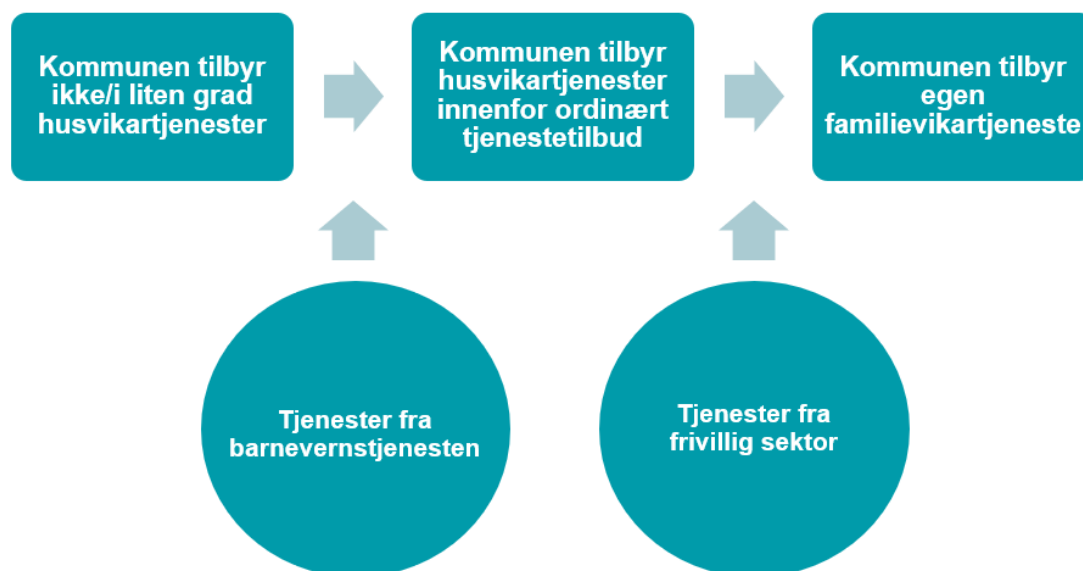 Kommunen tilbyr
ikke/i liten grad
husvikartjenester
Kommunen tilbyr
husvikartjenester
innenfor ordinært
tjenestetilbud
Kommunen tilbyr
egen
familievikartjeneste
Tjenester fra
barnevernstjenesten
Tjenester fra
frivillig sektor